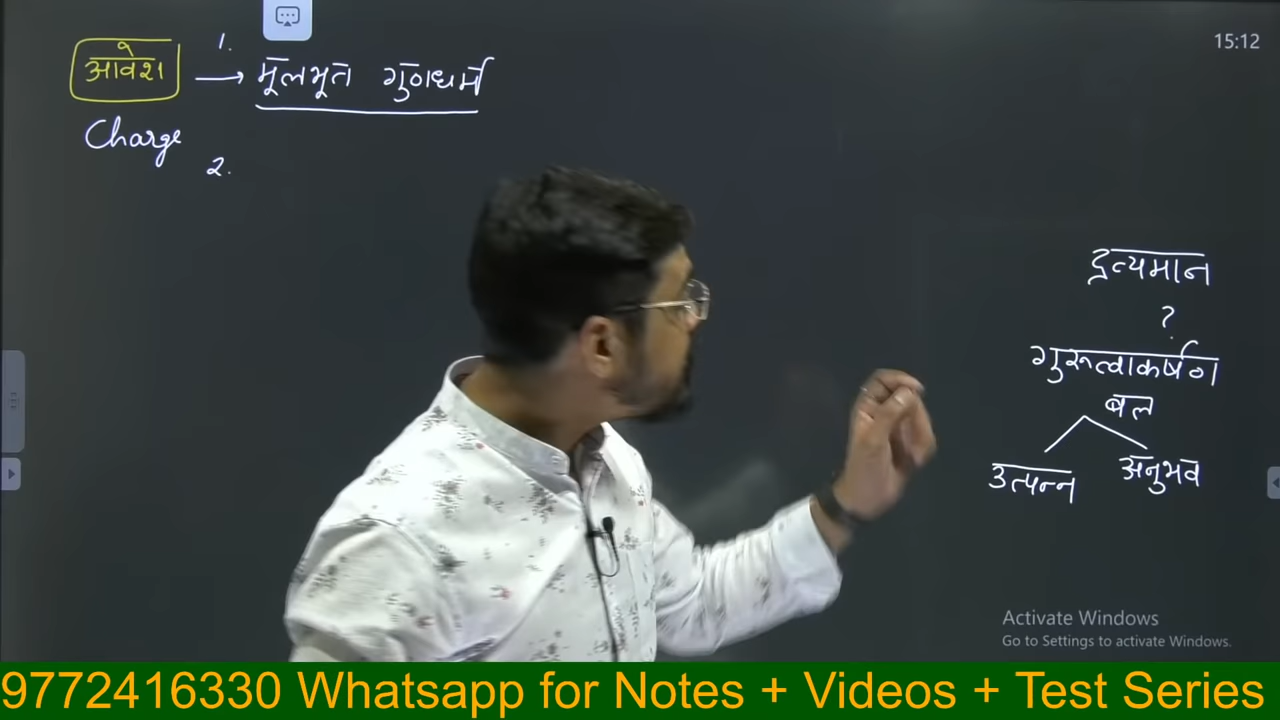 15:12
1.
आवेश → मूलभूत गुणधर्म
Charge
2.
द्रव्यमान
?
गुरूत्वाकर्षण
बल
उत्पन्न अनुभव
Activate Windows
Go to Settings to activate Windows.
9772416330 Whatsapp for Notes + Videos + Test Series